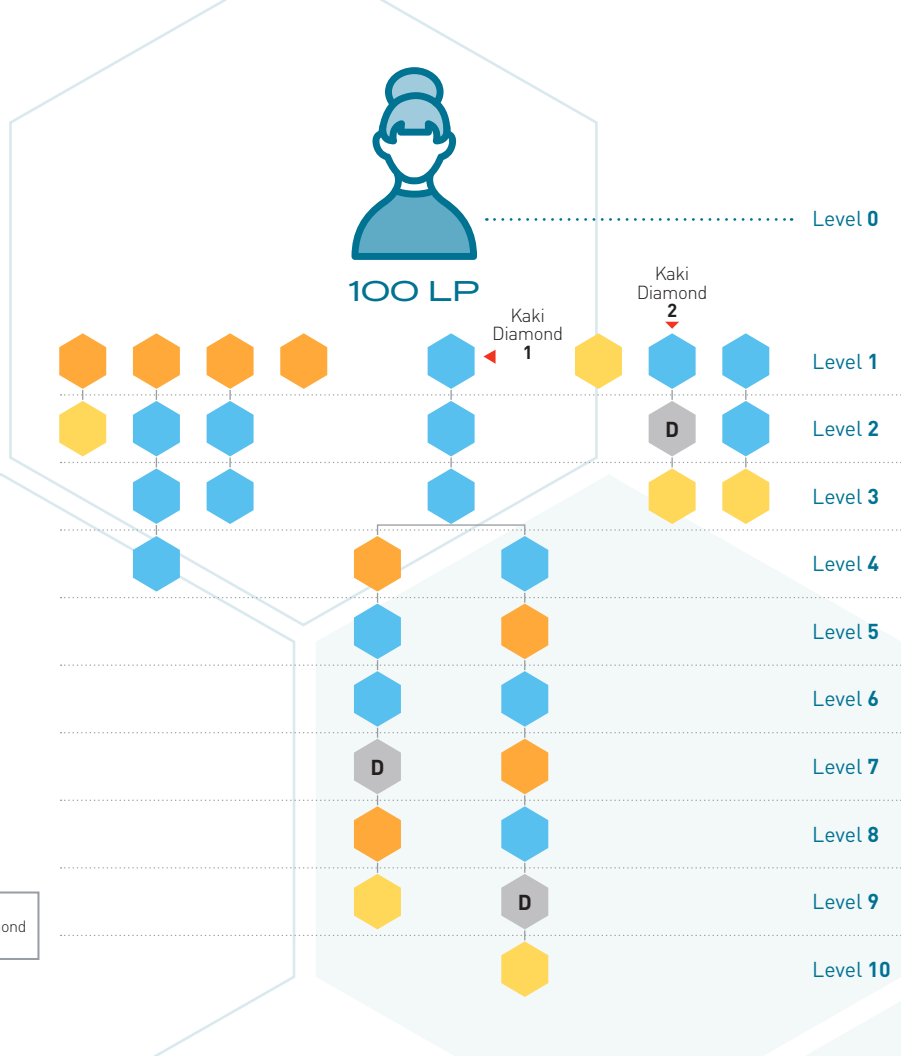 Level 0
100 LP
Kaki
Diamond
1
Kaki
Diamond
2
Level 1
D
Level 2
Level 3
Level 4
Level 5
Level 6
D
Level 7
Level 8
D
Level 9
ond
Level 10